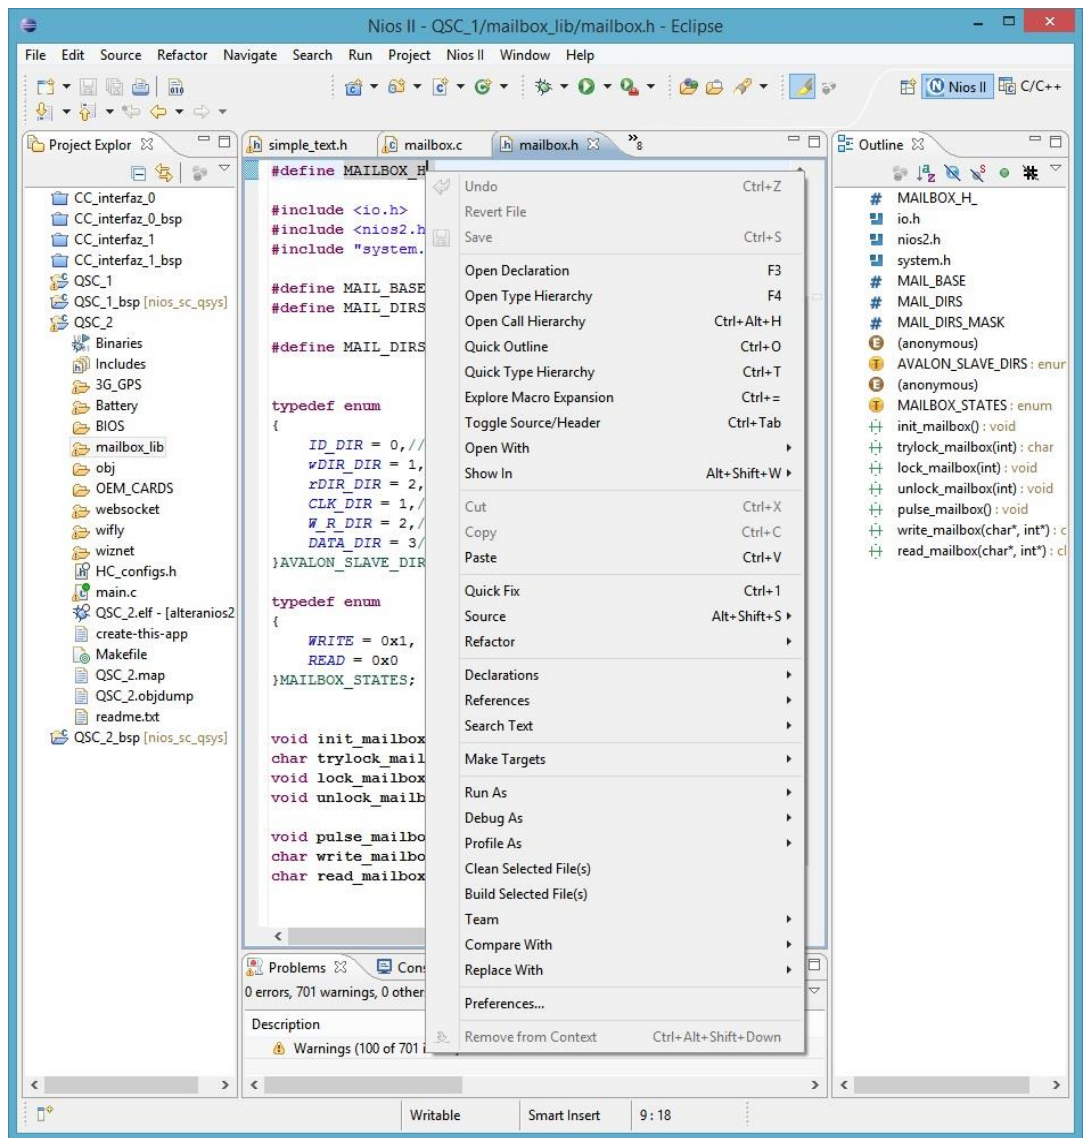 Nios II - QSC_1/mailbox_lib/mailbox.h - Eclipse
File Edit Source Refactor Navigate Search Run Project Nios II Window Help
Nios II C/C++
Project Explor
CC_interfaz_0
CC_interfaz_0_bsp
CC_interfaz_1
CC_interfaz_1_bsp
QSC_1
QSC_1_bsp [nios_sc_qsys]
QSC_2
Binaries
Includes
3G_GPS
Battery
BIOS
mailbox_lib
obj
OEM_CARDS
websocket
wifly
wiznet
HC_configs.h
main.c
QSC_2.elf - [alteranios2
create-this-app
Makefile
QSC_2.map
QSC_2.objdump
readme.txt
QSC_2_bsp [nios_sc_qsys]
simple_text.h mailbox.c mailbox.h 8
#define MAILBOX_H
#include <io.h>
#include <nios2.h
#include "system.
#define MAIL_BASE
#define MAIL_DIRS
#define MAIL_DIRS
typedef enum
{
ID_DIR = 0,//
wDIR_DIR = 1,
rDIR_DIR = 2,
CLK_DIR = 1,/
W_R_DIR = 2,/
DATA_DIR = 3/
}AVALON_SLAVE_DIR
typedef enum
{
WRITE = 0x1,
READ = 0x0
}MAILBOX_STATES;
void init_mailbox
char trylock_mail
void lock_mailbox
void unlock_mailb
void pulse_mailbo
char write_mailbo
char read_mailbox
Undo Ctrl+Z
Revert File
Save Ctrl+S
Open Declaration F3
Open Type Hierarchy F4
Open Call Hierarchy Ctrl+Alt+H
Quick Outline Ctrl+O
Quick Type Hierarchy Ctrl+T
Explore Macro Expansion Ctrl+=
Toggle Source/Header Ctrl+Tab
Open With
Show In Alt+Shift+W
Cut Ctrl+X
Copy Ctrl+C
Paste Ctrl+V
Quick Fix Ctrl+1
Source Alt+Shift+S
Refactor
Declarations
References
Search Text
Make Targets
Run As
Debug As
Profile As
Clean Selected File(s)
Build Selected File(s)
Team
Compare With
Replace With
Preferences...
Remove from Context Ctrl+Alt+Shift+Down
Outline
MAILBOX_H_
io.h
nios2.h
system.h
MAIL_BASE
MAIL_DIRS
MAIL_DIRS_MASK
(anonymous)
AVALON_SLAVE_DIRS : enur
(anonymous)
MAILBOX_STATES : enum
init_mailbox() : void
trylock_mailbox(int) : char
lock_mailbox(int) : void
unlock_mailbox(int) : void
pulse_mailbox() : void
write_mailbox(char*, int*) : c
read_mailbox(char*, int*) : cl
Problems Cons
0 errors, 701 warnings, 0 other
Description
Warnings (100 of 701 i
Writable Smart Insert 9 : 18